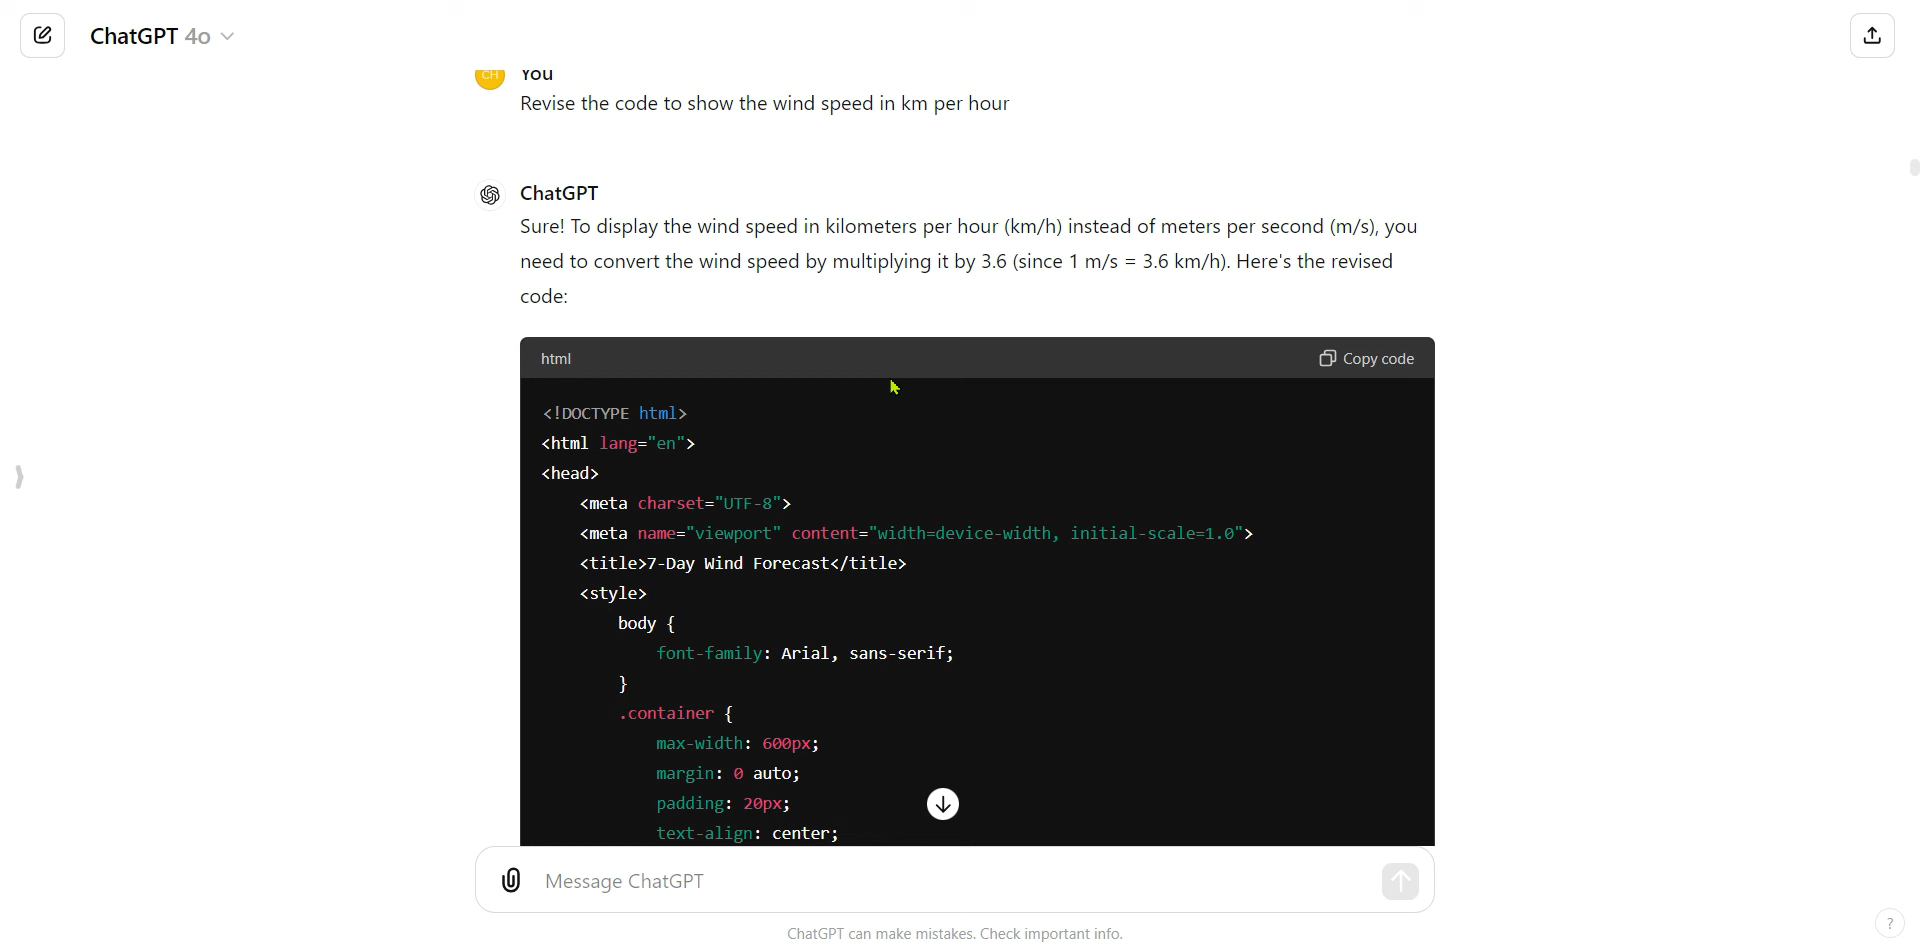 ChatGPT 4o
CH
You
Revise the code to show the wind speed in km per hour
ChatGPT
Sure! To display the wind speed in kilometers per hour (km/h) instead of meters per second (m/s), you
need to convert the wind speed by multiplying it by 3.6 (since 1 m/s = 3.6 km/h). Here's the revised
code:
html
Copy code
<!DOCTYPE html>
<html lang="en">
<head>
    <meta charset="UTF-8">
    <meta name="viewport" content="width=device-width, initial-scale=1.0">
    <title>7-Day Wind Forecast</title>
    <style>
        body {
            font-family: Arial, sans-serif;
        }
        .container {
            max-width: 600px;
            margin: 0 auto;
            padding: 20px;
            text-align: center;
Message ChatGPT
ChatGPT can make mistakes. Check important info.
?